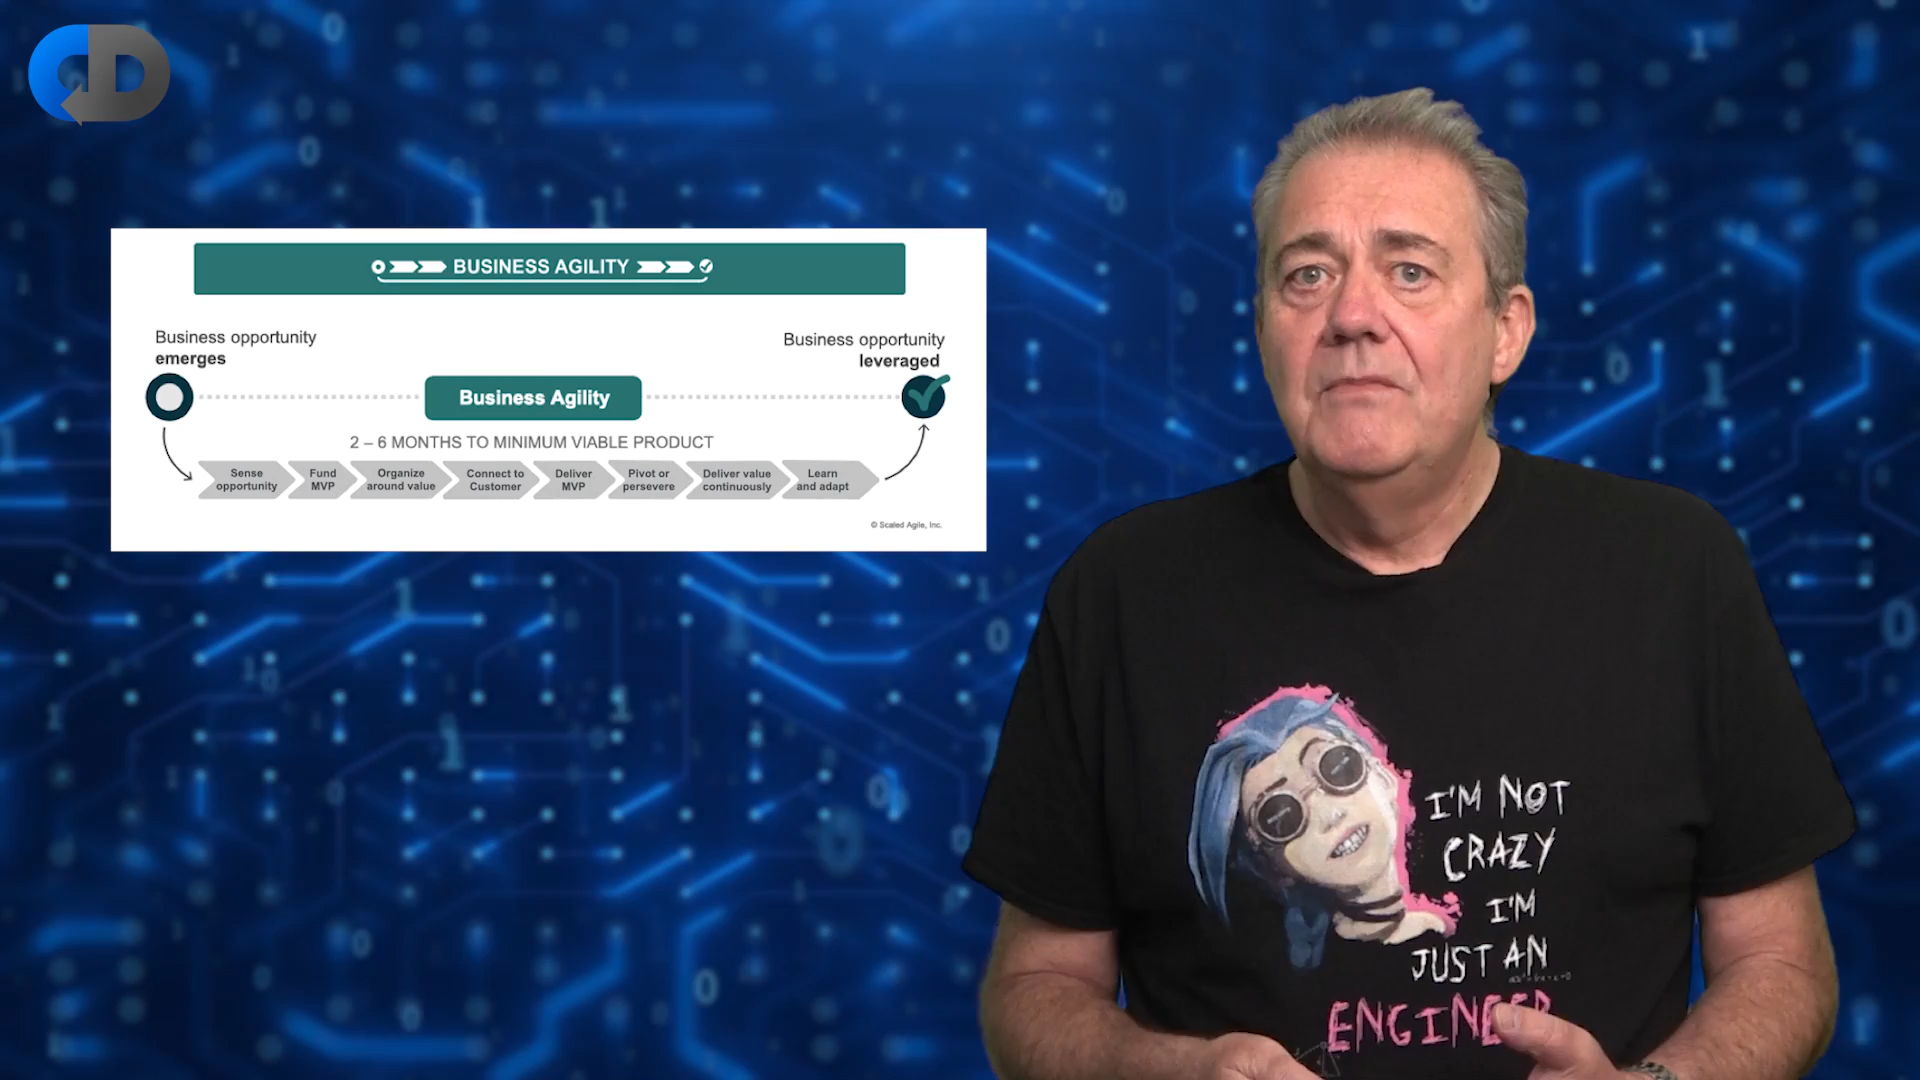 BUSINESS AGILITY
Business opportunity
emerges
Business opportunity
leveraged
Business Agility
2 – 6 MONTHS TO MINIMUM VIABLE PRODUCT
Sense
opportunity
Fund
MVP
Organize
around value
Connect to
Customer
Deliver
MVP
Pivot or
persevere
Deliver value
continuously
Learn
and adapt
© Scaled Agile, Inc.
I'M NOT
CRAZY
I'M
JUST AN
ENGINEER